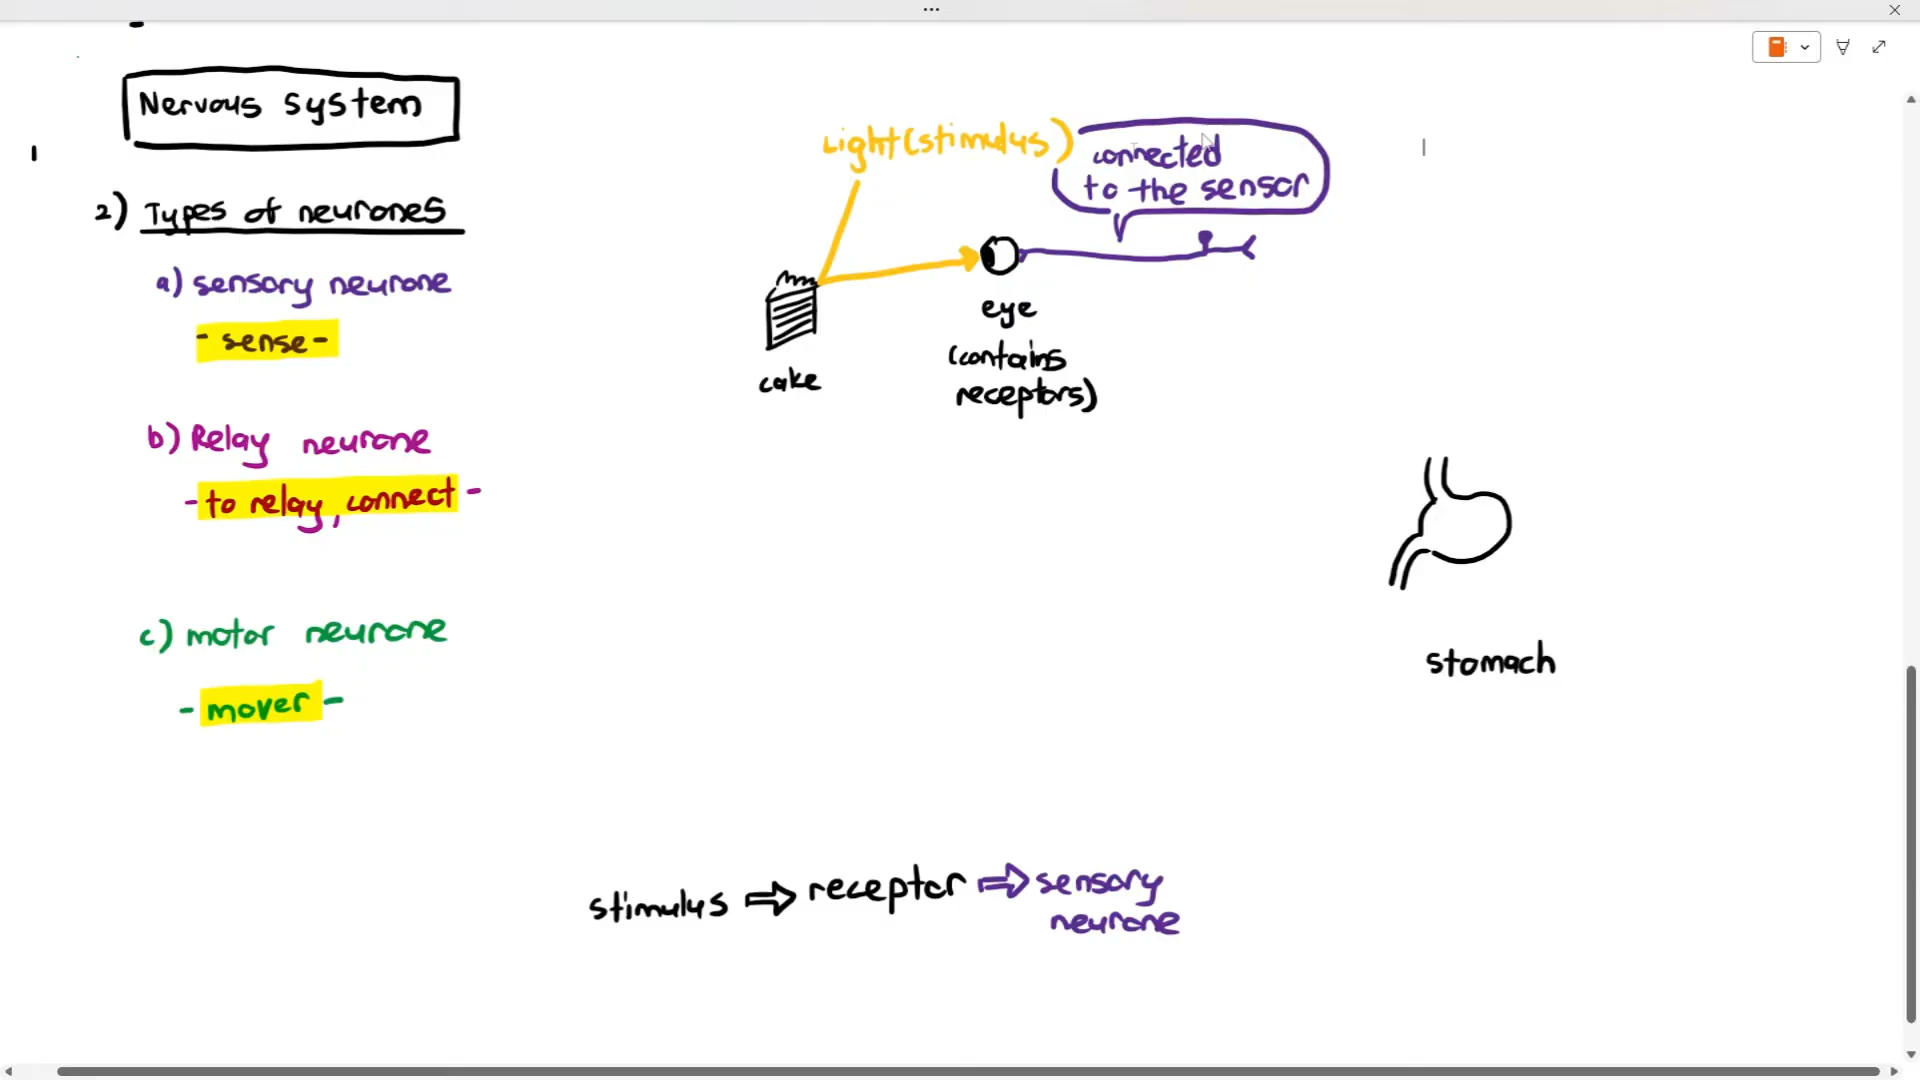 Nervous system
2) Types of neurones
a) sensory neurone
- sense -
b) Relay neurone
- to relay, connect -
c) motor neurone
- mover -
Light (stimulus)
connected
to the sensor
eye
(contains
receptors)
cake
stomach
stimulus ⇒ receptor ⇒ sensory
neurone